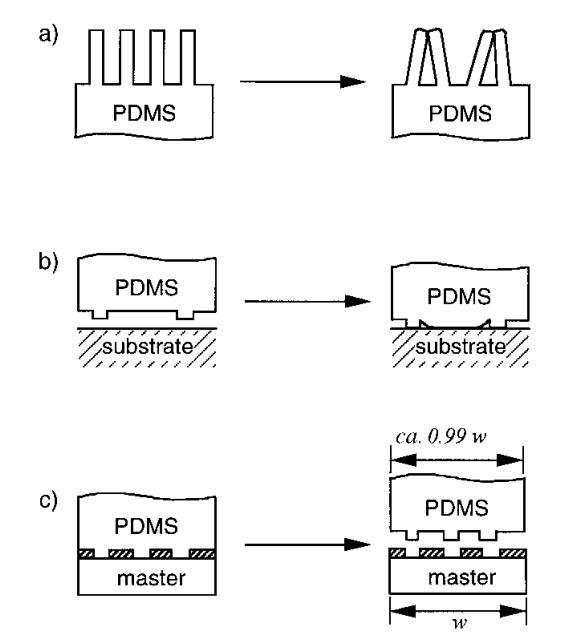 a)
PDMS
PDMS
b)
PDMS
PDMS
substrate
substrate
ca. 0.99 w
c)
PDMS
PDMS
master
master
w